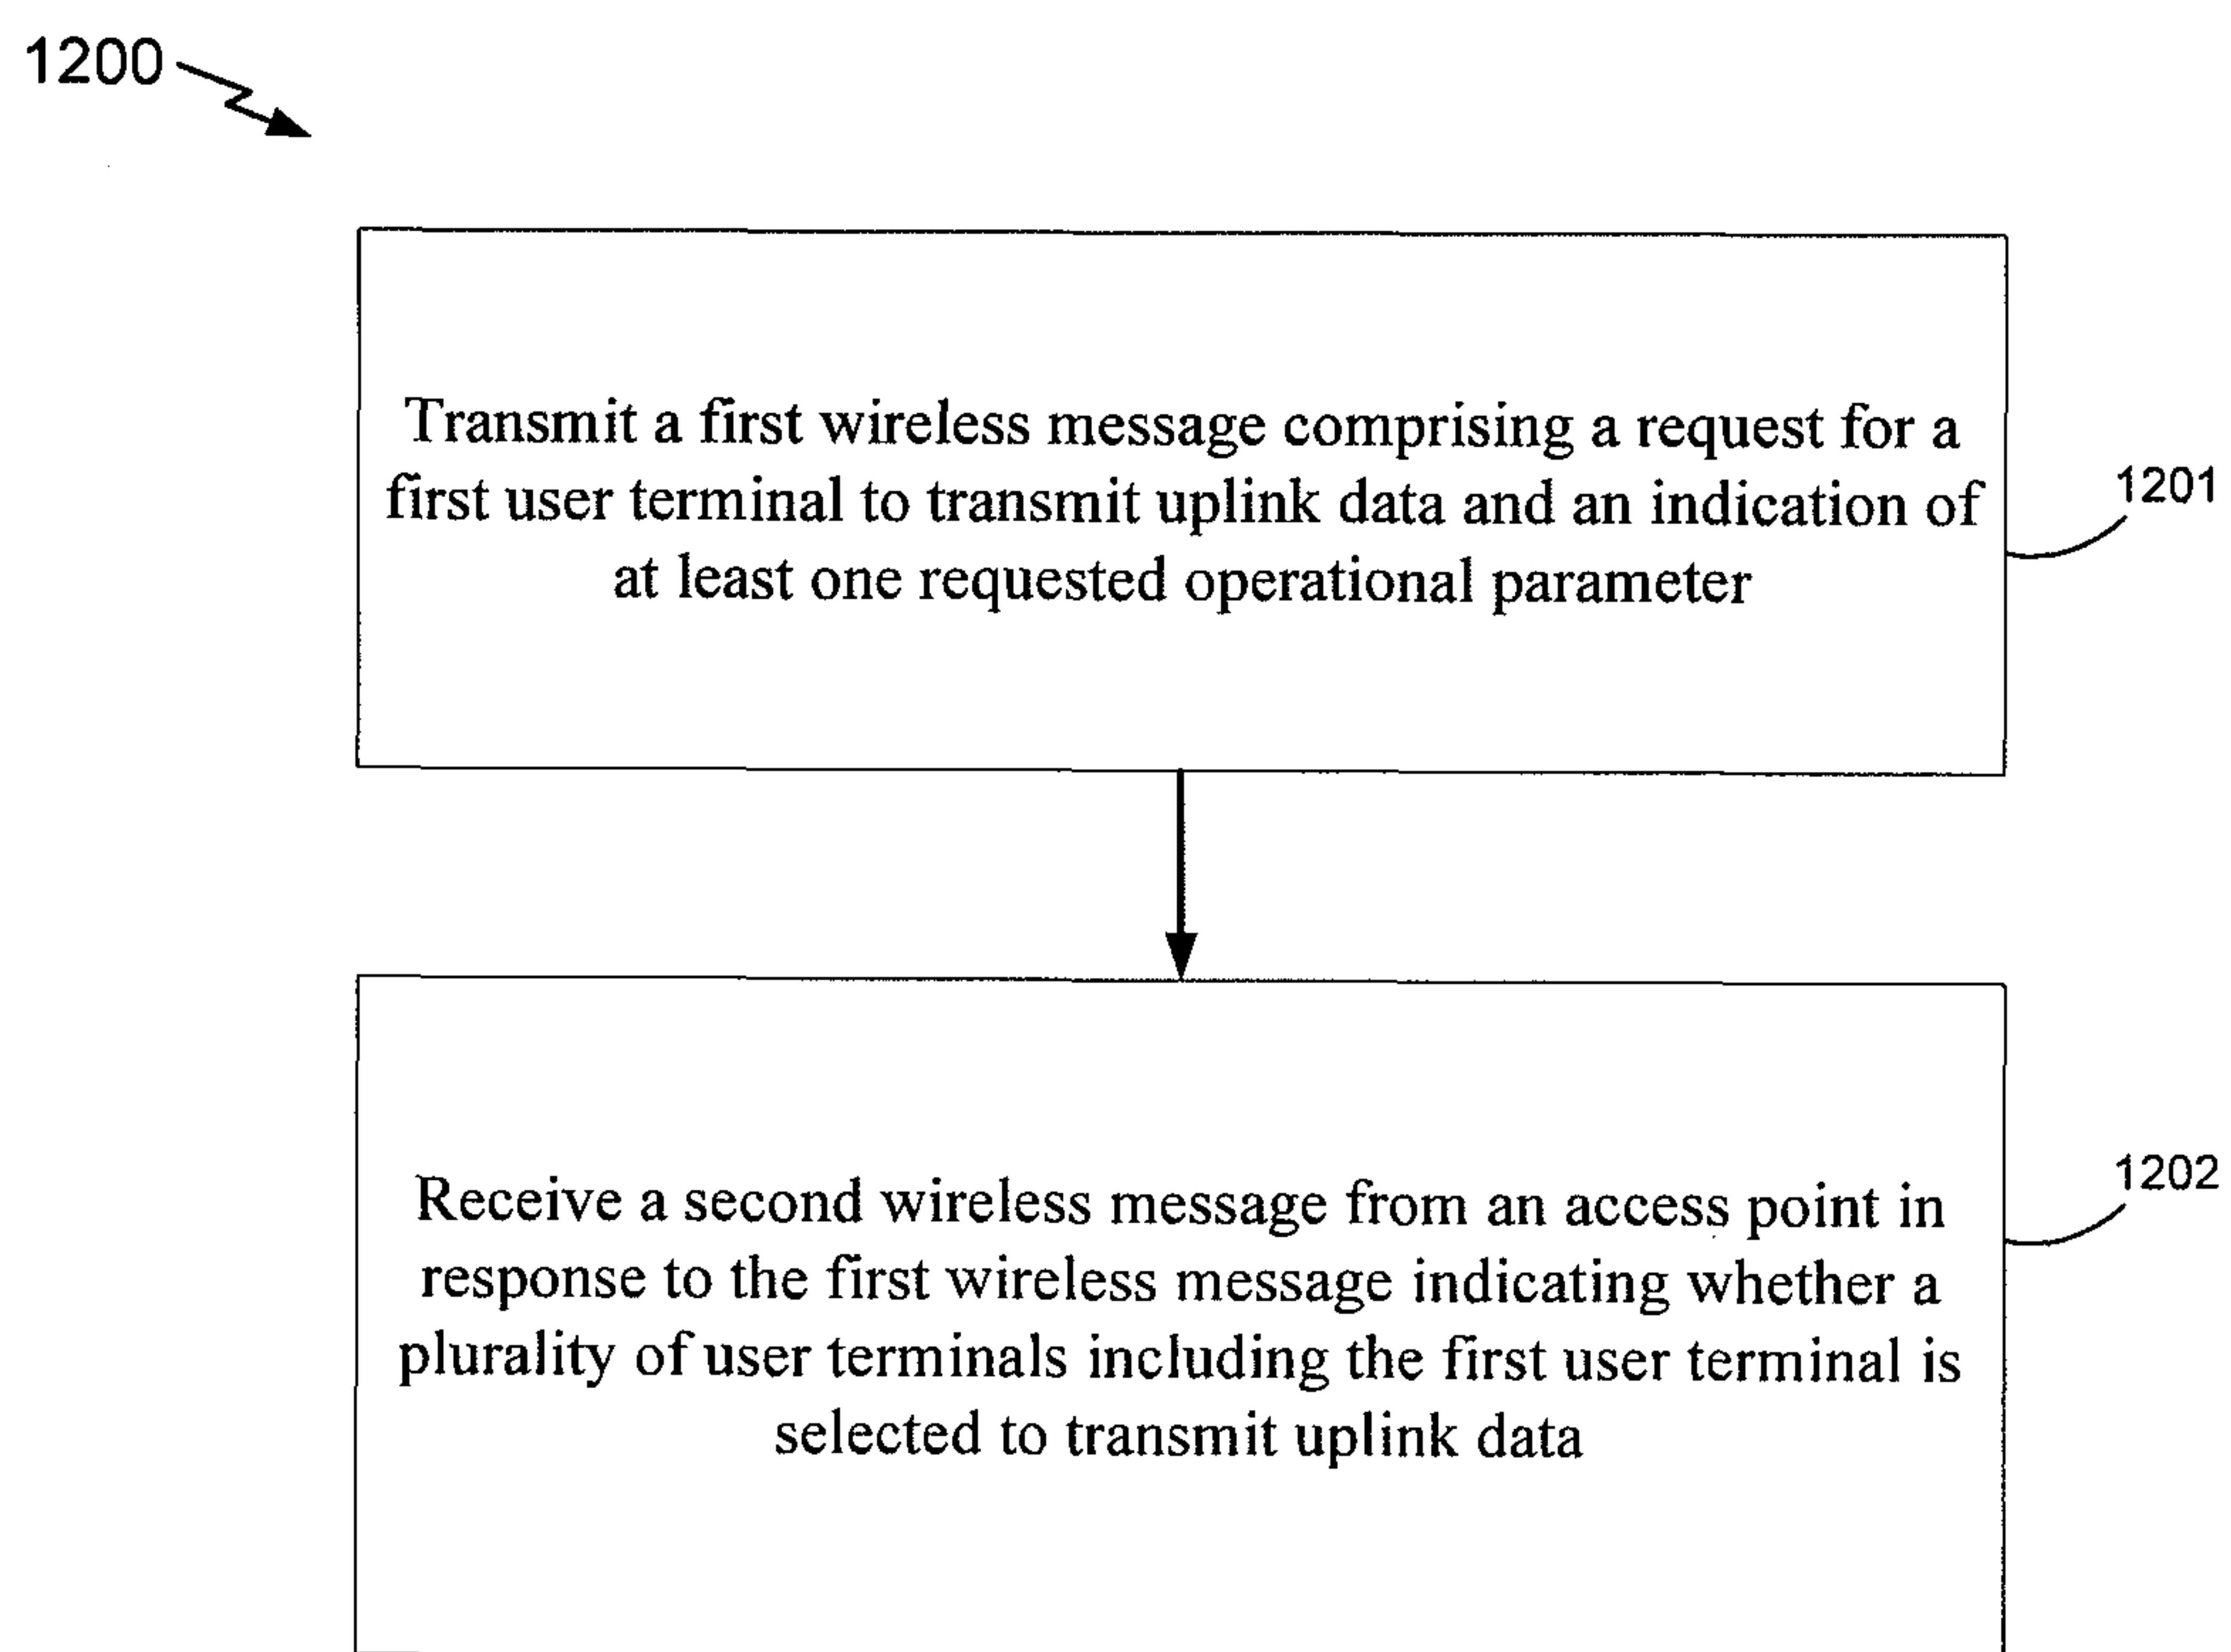 1200
Transmit a first wireless message comprising a request for a
first user terminal to transmit uplink data and an indication of
at least one requested operational parameter
1201
Receive a second wireless message from an access point in
response to the first wireless message indicating whether a
plurality of user terminals including the first user terminal is
selected to transmit uplink data
1202